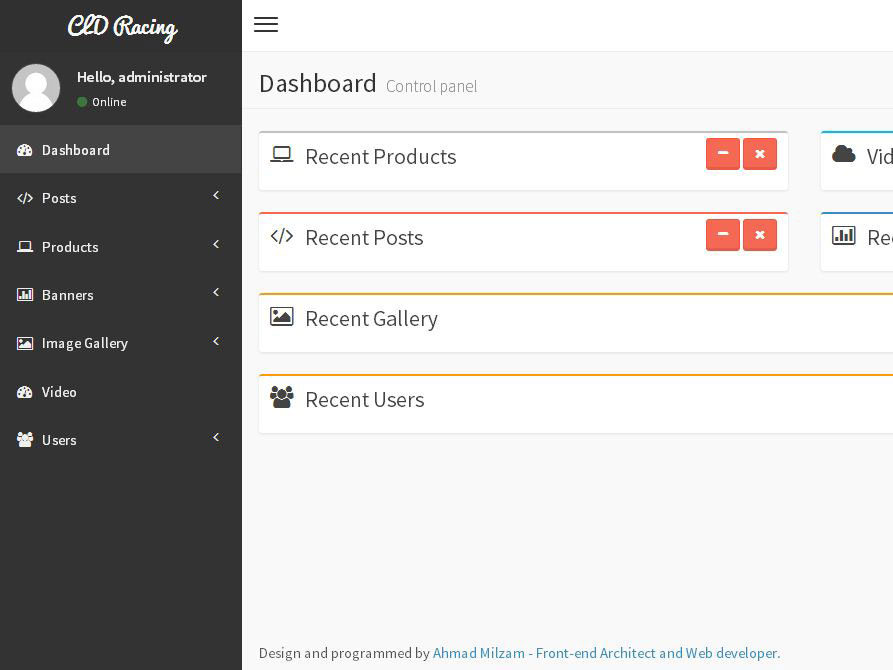 CLD Racing
Hello, administrator
Online
Dashboard
Posts
Products
Banners
Image Gallery
Video
Users
Dashboard Control panel
Recent Products
Vid
Recent Posts
Re
Recent Gallery
Recent Users
Design and programmed by Ahmad Milzam - Front-end Architect and Web developer.